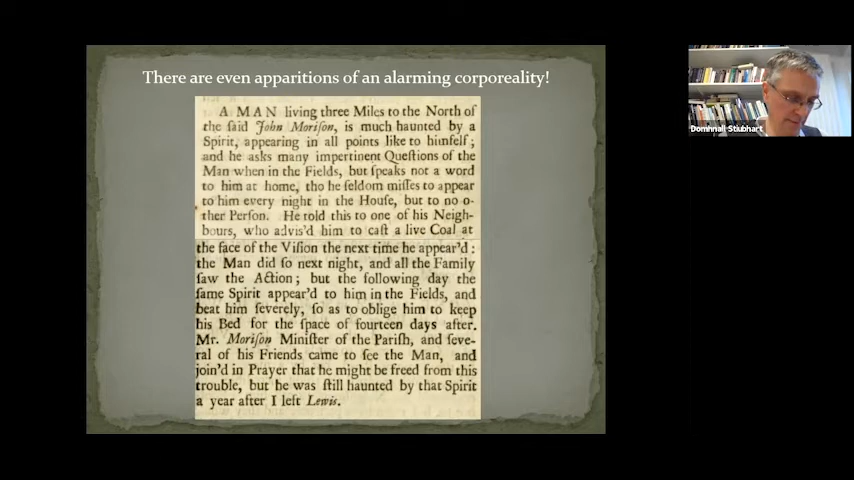 There are even apparitions of an alarming corporeality!
A MAN living three Miles to the North of
the ſaid John Moriſon, is much haunted by a
Spirit, appearing in all points like to himſelf;
and he asks many impertinent Queſtions of the
Man when in the Fields, but ſpeaks not a word
to him at home, tho he ſeldom miſſes to appear
to him every night in the Houſe, but to no o-
ther Perſon. He told this to one of his Neigh-
bours, who advis'd him to caſt a live Coal at
the face of the Viſion the next time he appear'd:
the Man did ſo next night, and all the Family
ſaw the Action; but the following day the
ſame Spirit appear'd to him in the Fields, and
beat him ſeverely, ſo as to oblige him to keep
his Bed for the ſpace of fourteen days after.
Mr. Moriſon Miniſter of the Pariſh, and ſeve-
ral of his Friends came to ſee the Man, and
join'd in Prayer that he might be freed from this
trouble, but he was ſtill haunted by that Spirit
a year after I left Lewis.
Domhnall Stiubhart